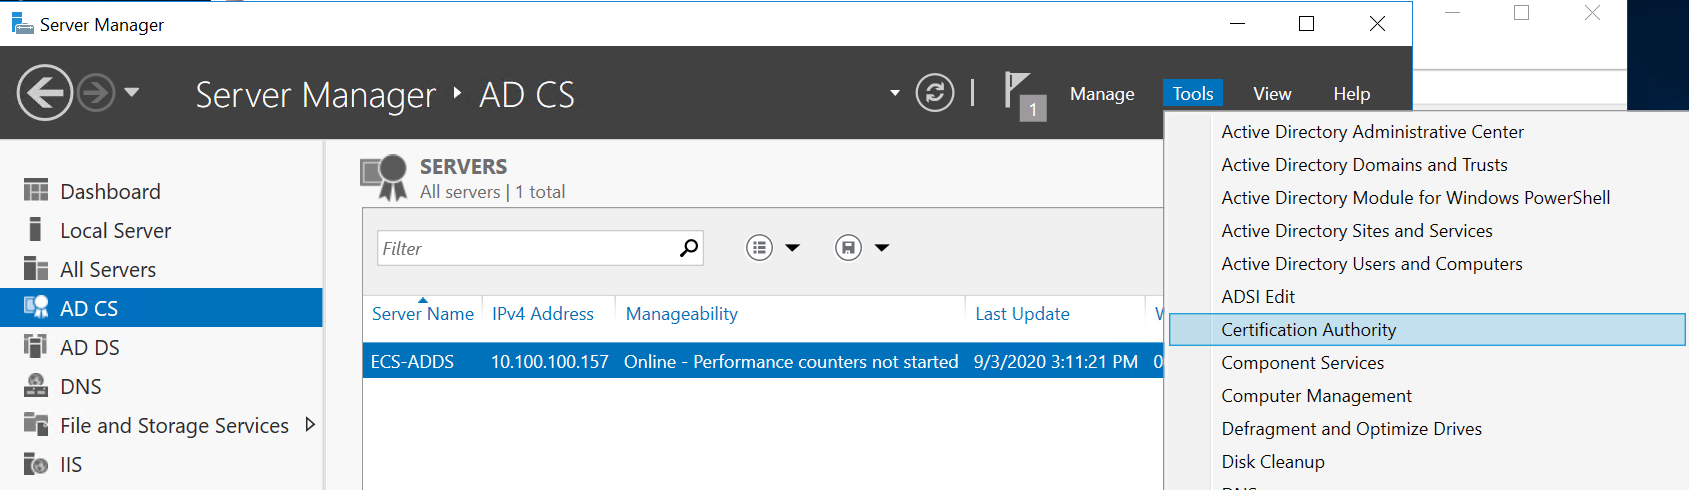 Server Manager
Server Manager AD CS
1
Manage Tools View Help
Dashboard
Local Server
All Servers
AD CS
AD DS
DNS
File and Storage Services
IIS
SERVERS
All servers | 1 total
Filter
Server Name IPv4 Address Manageability Last Update
ECS-ADDS 10.100.100.157 Online - Performance counters not started 9/3/2020 3:11:21 PM
Active Directory Administrative Center
Active Directory Domains and Trusts
Active Directory Module for Windows PowerShell
Active Directory Sites and Services
Active Directory Users and Computers
ADSI Edit
Certification Authority
Component Services
Computer Management
Defragment and Optimize Drives
Disk Cleanup